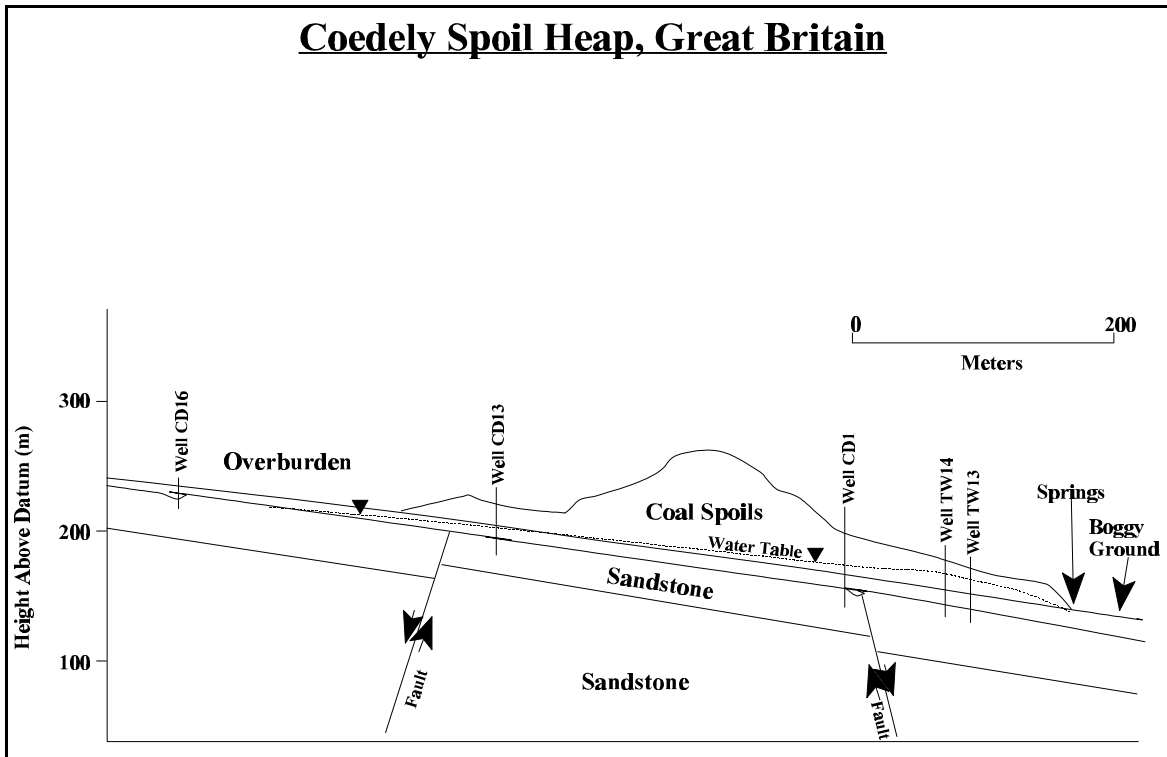 Coedely Spoil Heap, Great Britain
0 200
Meters
300
200
100
Height Above Datum (m)
Well CD16
Overburden
Well CD13
Coal Spoils
Water Table
Well CD1
Well TW14
Well TW13
Springs
Boggy
Ground
Sandstone
Sandstone
Fault
Fault